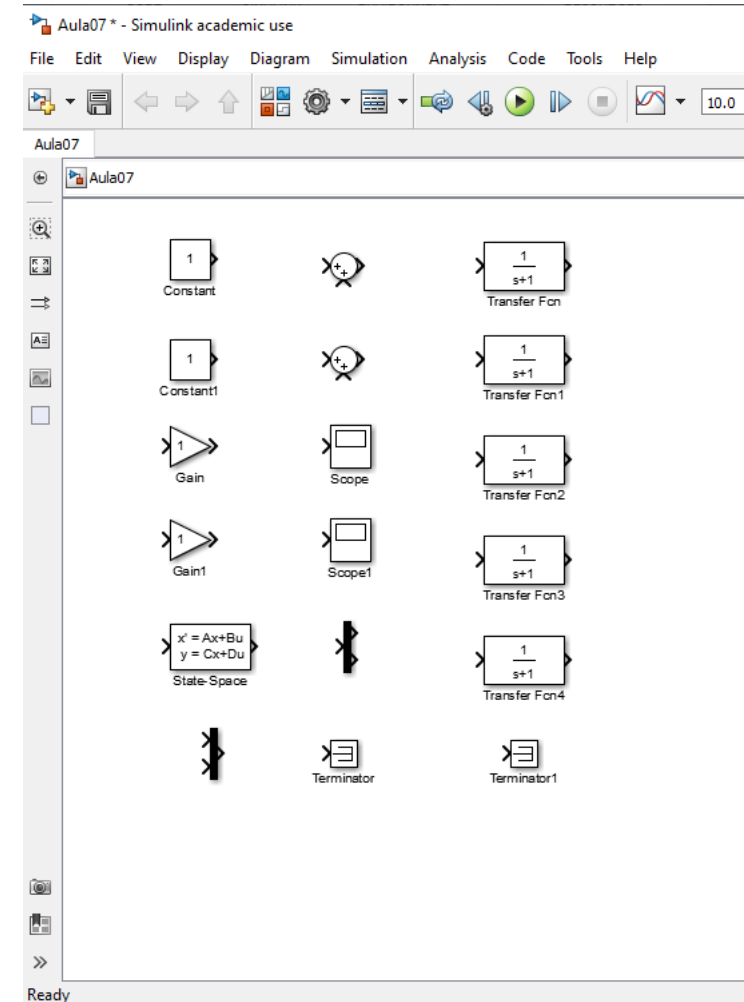 Aula07 * - Simulink academic use
File Edit View Display Diagram Simulation Analysis Code Tools Help
10.0
Aula07
Aula07
1
Constant
+
+
1
s+1
Transfer Fcn
1
Constant1
+
+
1
s+1
Transfer Fcn1
1
Gain
Scope
1
s+1
Transfer Fcn2
1
Gain1
Scope1
1
s+1
Transfer Fcn3
x' = Ax+Bu
y = Cx+Du
State-Space
1
s+1
Transfer Fcn4
Terminator
Terminator1
Ready